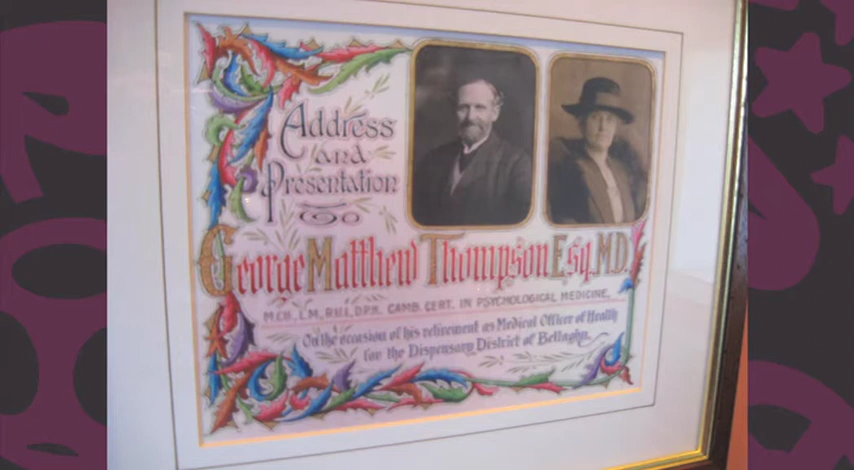 Address
and
Presentation
to
George Matthew Thompson Esq. M.D.
M.CH., L.M., R.U.I., D.P.H. CAMB. CERT. IN PSYCHOLOGICAL MEDICINE,
On the occasion of his retirement as Medical Officer of Health
for the Dispensary District of Bellaghy.